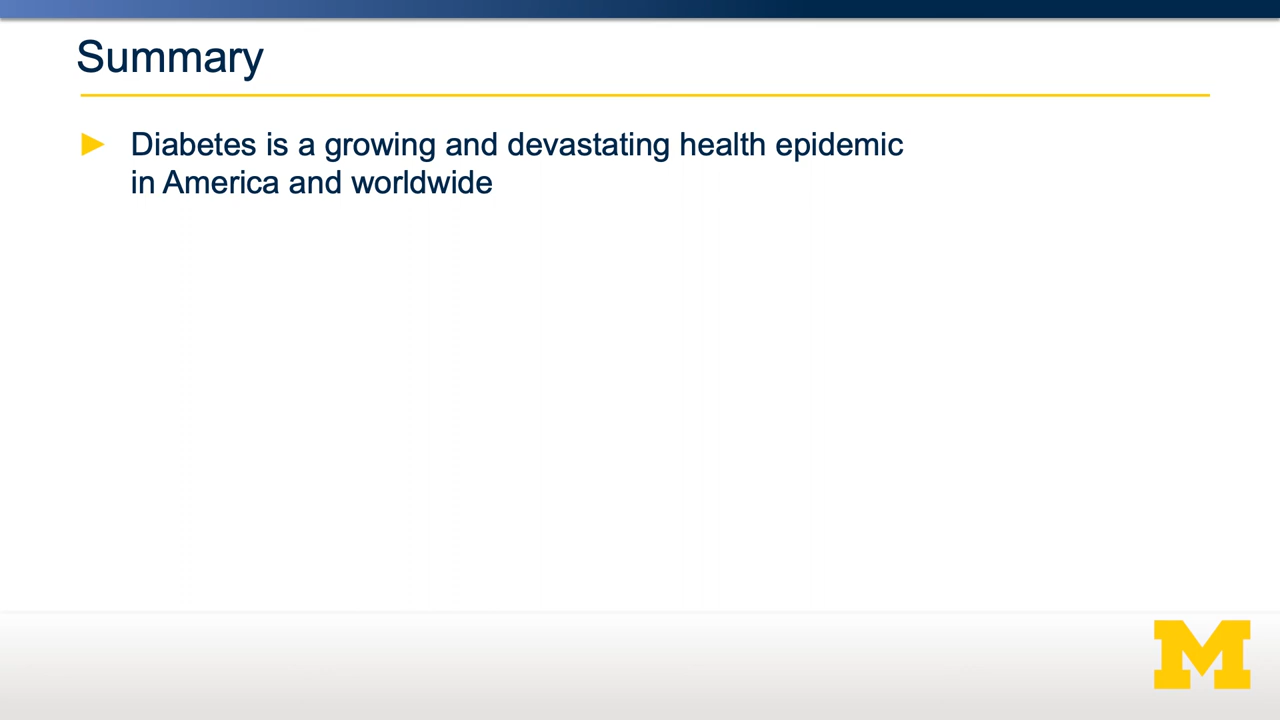 Summary
Diabetes is a growing and devastating health epidemic
in America and worldwide
M